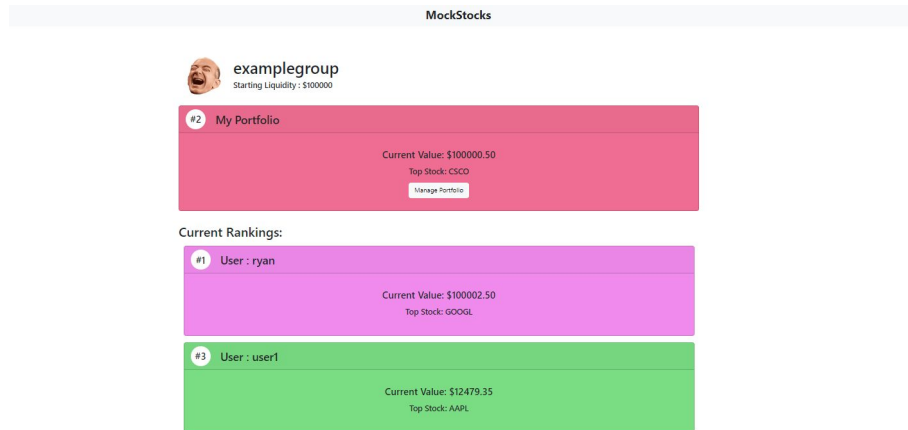 MockStocks
examplegroup
Starting Liquidity : $100000
#2 My Portfolio
Current Value: $100000.50
Top Stock: CSCO
Manage Portfolio
Current Rankings:
#1 User : ryan
Current Value: $100002.50
Top Stock: GOOGL
#3 User : user1
Current Value: $12479.35
Top Stock: AAPL